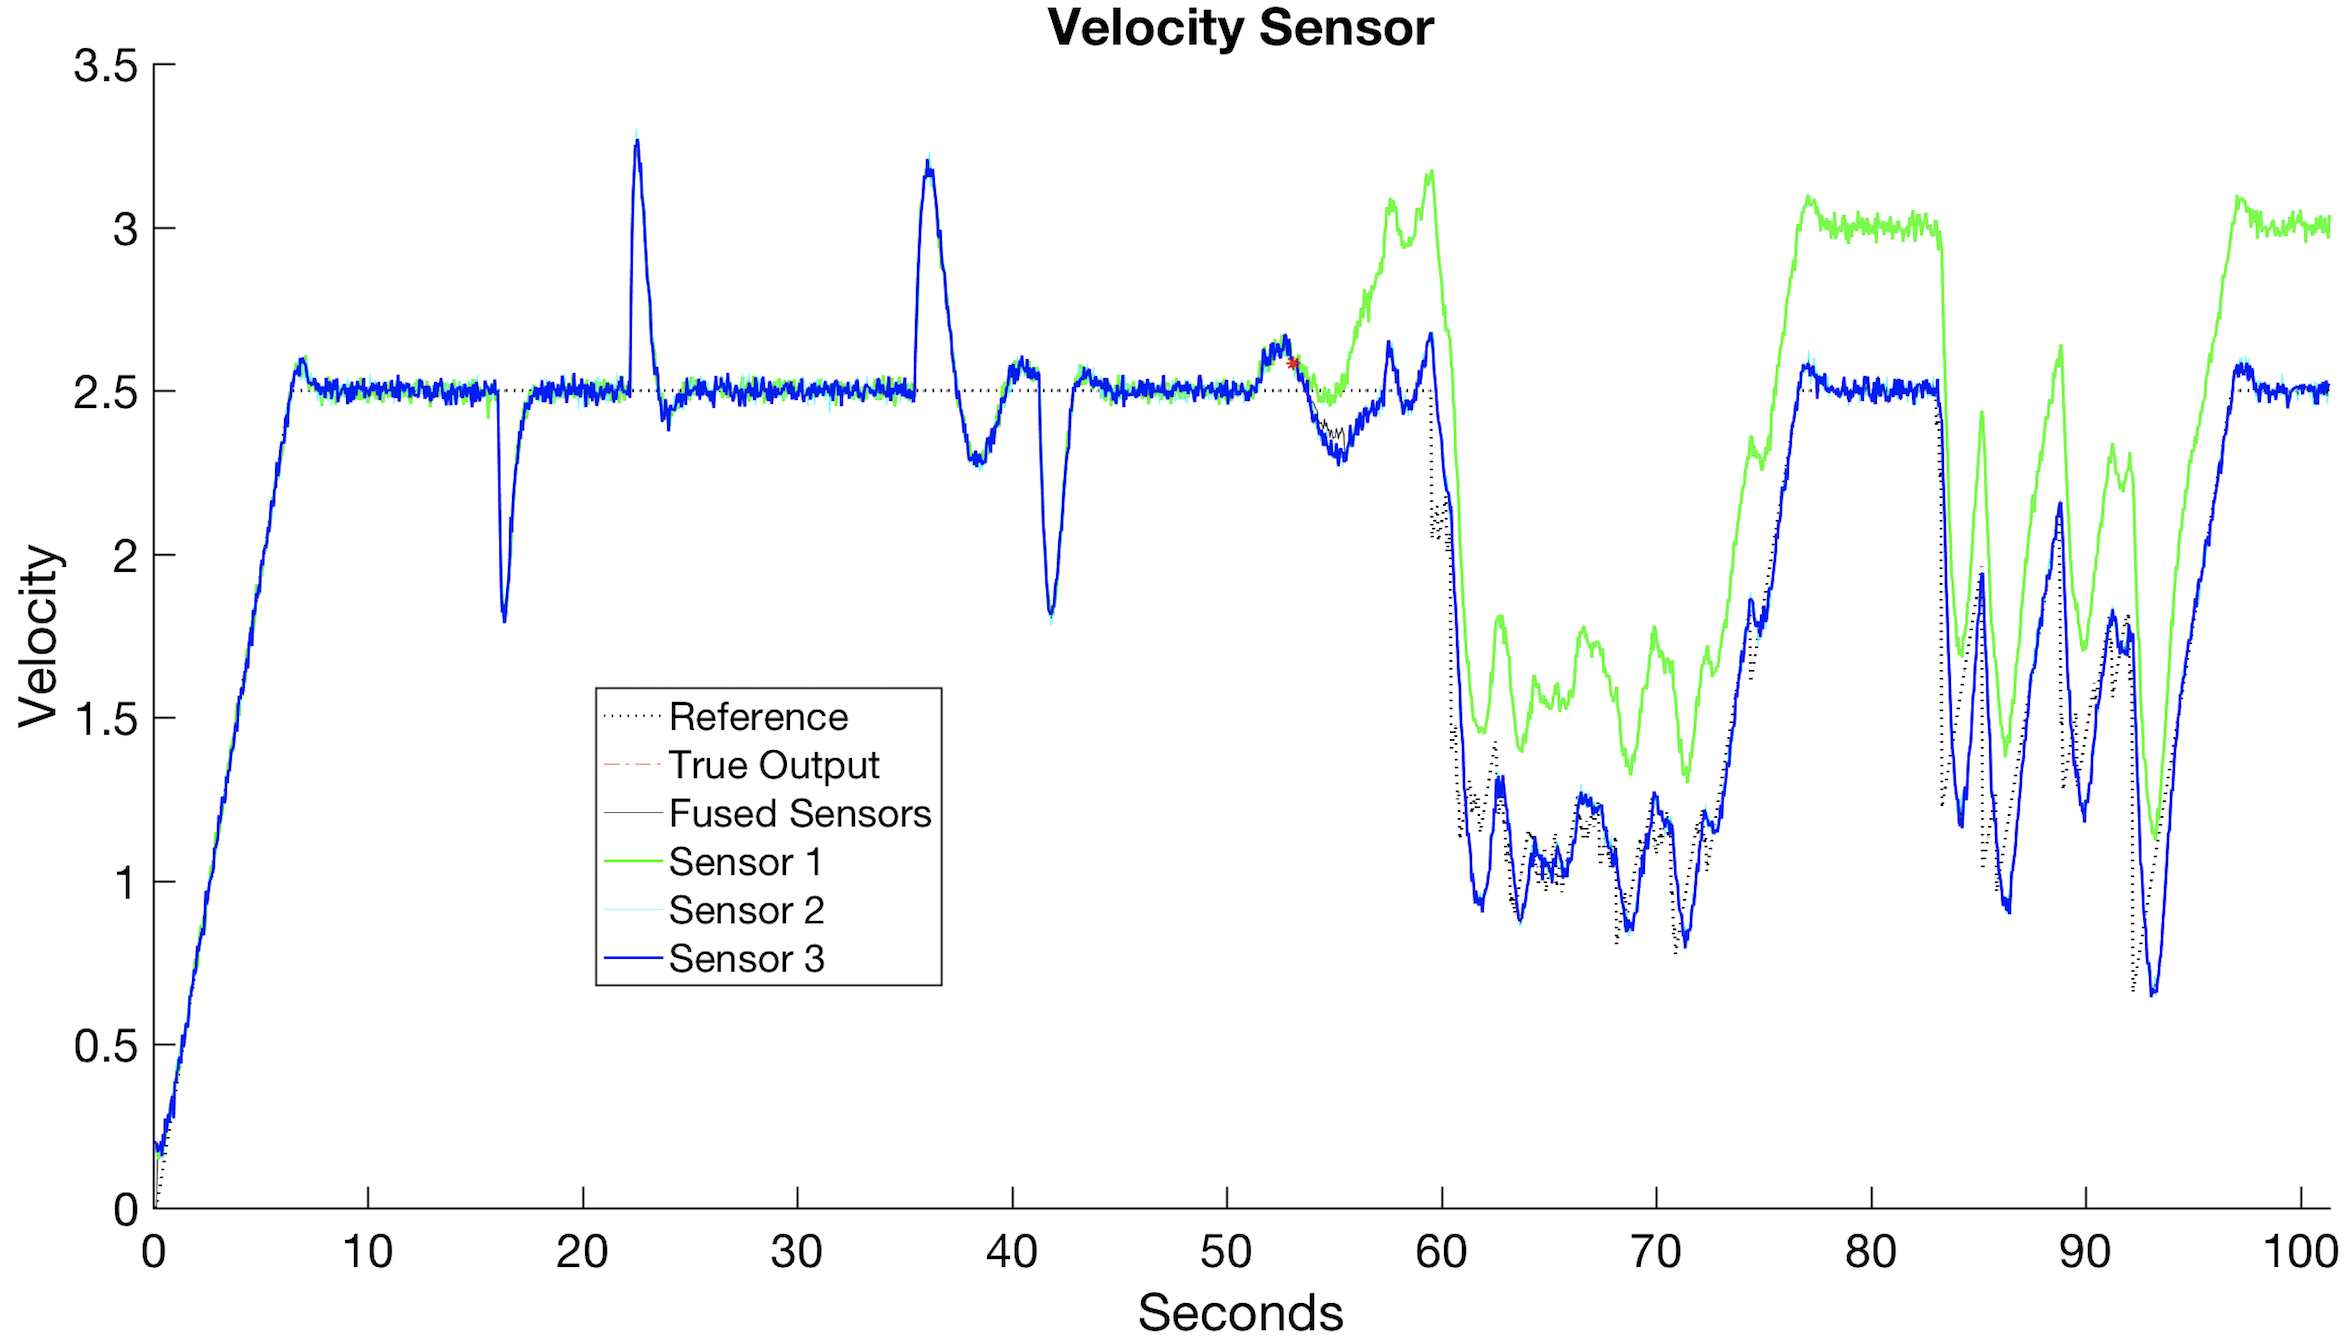 Velocity Sensor
3.5
3
2.5
2
1.5
1
0.5
0
Velocity
Reference
True Output
Fused Sensors
Sensor 1
Sensor 2
Sensor 3
0 10 20 30 40 50 60 70 80 90 100
Seconds